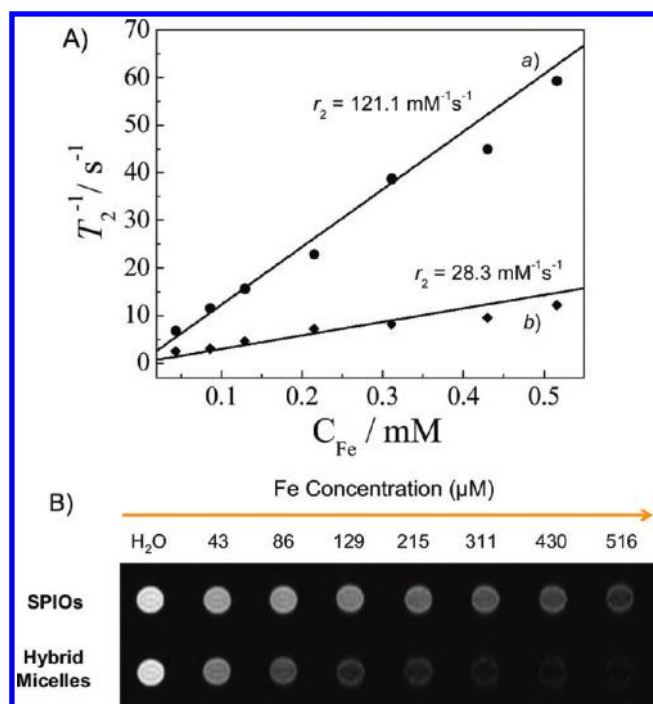 A)
70
60
50
40
30
20
10
0
T₂⁻¹/ s⁻¹
a)
r₂ = 121.1 mM⁻¹s⁻¹
r₂ = 28.3 mM⁻¹s⁻¹
b)
0.1 0.2 0.3 0.4 0.5
C_Fe / mM
B)
Fe Concentration (μM)
H₂O 43 86 129 215 311 430 516
SPIOs
Hybrid
Micelles